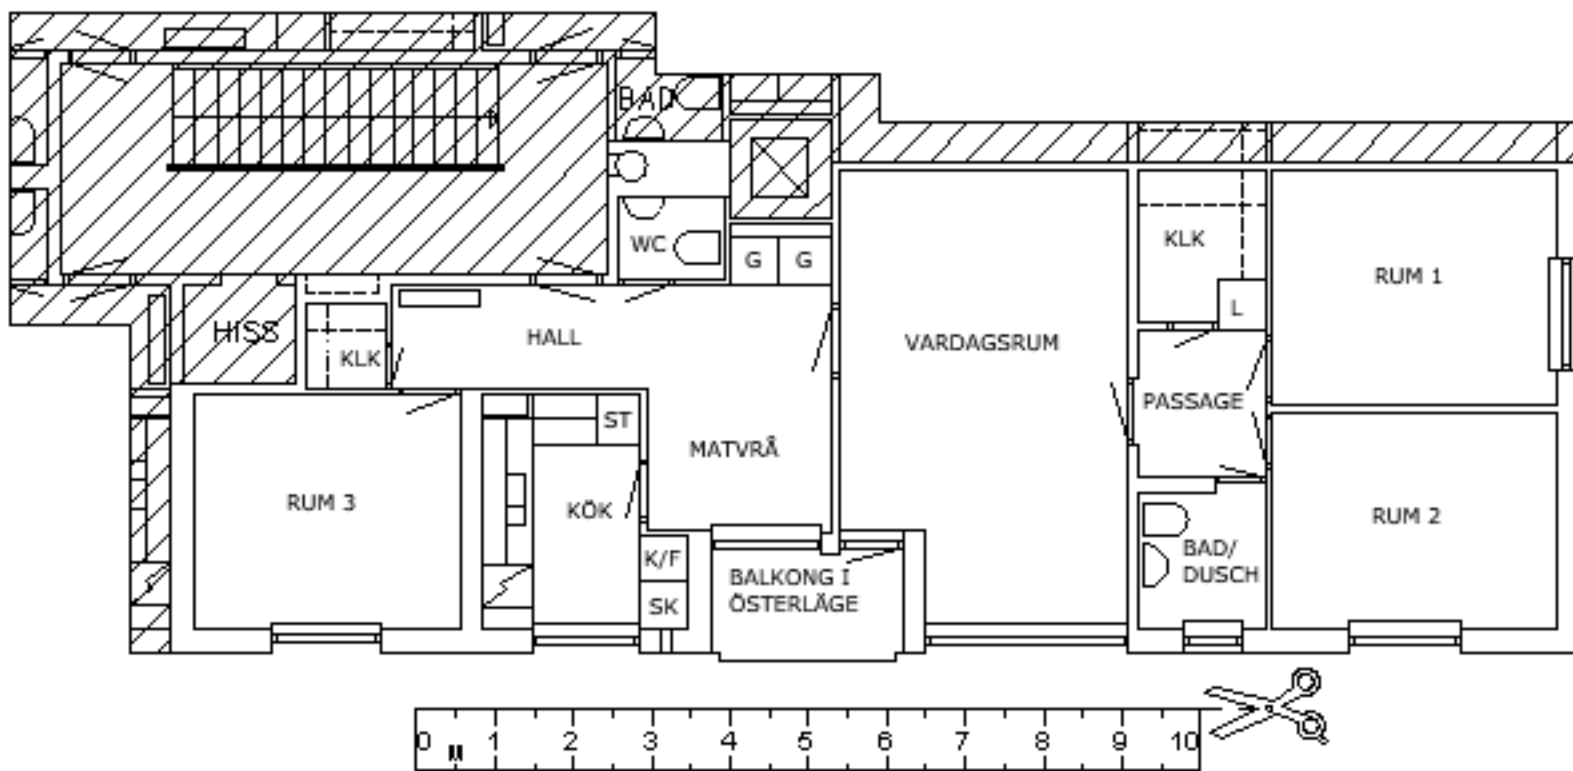 BAD
WC
G G
KLK
L
RUM 1
HISS
KLK
HALL
VARDAGSRUM
PASSAGE
ST
MATVRÅ
RUM 3
KÖK
RUM 2
K/F
SK
BALKONG I
ÖSTERLÄGE
BAD/
DUSCH
0 1 2 3 4 5 6 7 8 9 10